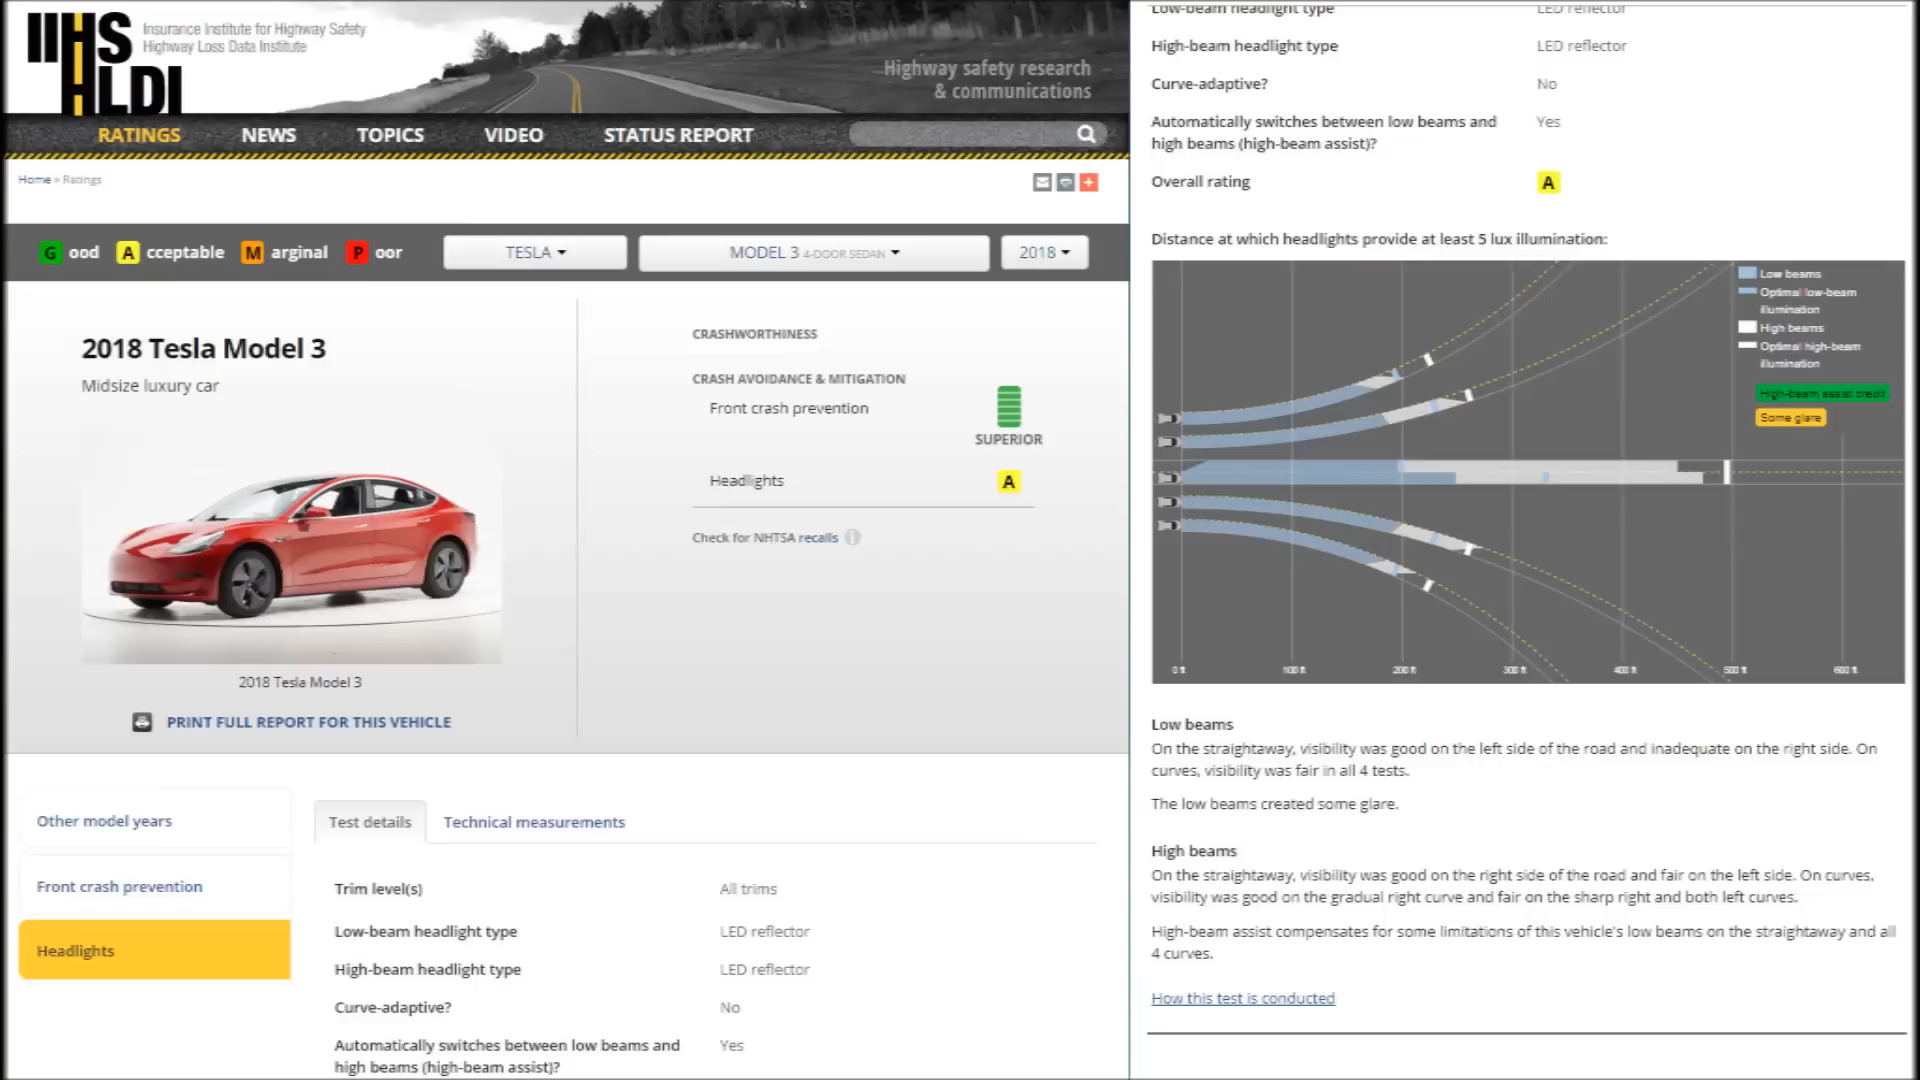 IIHS
HLDI
Insurance Institute for Highway Safety
Highway Loss Data Institute
Highway safety research
& communications
RATINGS NEWS TOPICS VIDEO STATUS REPORT
Home » Ratings
G ood A cceptable M arginal P oor TESLA MODEL 3 4-DOOR SEDAN 2018
2018 Tesla Model 3
Midsize luxury car
2018 Tesla Model 3
PRINT FULL REPORT FOR THIS VEHICLE
CRASHWORTHINESS
CRASH AVOIDANCE & MITIGATION
Front crash prevention
SUPERIOR
Headlights A
Check for NHTSA recalls i
Other model years
Front crash prevention
Headlights
Test details Technical measurements
Trim level(s) All trims
Low-beam headlight type LED reflector
High-beam headlight type LED reflector
Curve-adaptive? No
Automatically switches between low beams and Yes
high beams (high-beam assist)?
Low-beam headlight type LED reflector
High-beam headlight type LED reflector
Curve-adaptive? No
Automatically switches between low beams and Yes
high beams (high-beam assist)?
Overall rating A
Distance at which headlights provide at least 5 lux illumination:
Low beams
Optimal low-beam
illumination
High beams
Optimal high-beam
illumination
High-beam assist credit
Some glare
0 ft 100 ft 200 ft 300 ft 400 ft 500 ft 600 ft
Low beams
On the straightaway, visibility was good on the left side of the road and inadequate on the right side. On
curves, visibility was fair in all 4 tests.
The low beams created some glare.
High beams
On the straightaway, visibility was good on the right side of the road and fair on the left side. On curves,
visibility was good on the gradual right curve and fair on the sharp right and both left curves.
High-beam assist compensates for some limitations of this vehicle's low beams on the straightaway and all
4 curves.
How this test is conducted